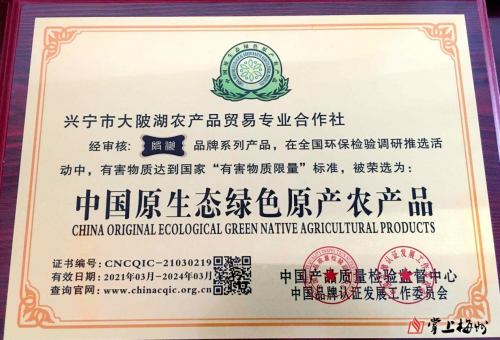 兴宁市大陂湖农产品贸易专业合作社
经审核: 品牌系列产品，在全国环保检验调研推选活
动中，有害物质达到国家“有害物质限量”标准，被荣选为:
中国原生态绿色原产农产品
CHINA ORIGINAL ECOLOGICAL GREEN NATIVE AGRICULTURAL PRODUCTS
证书编号: CNCQIC-21030219
有效日期: 2021年03月-2024年03月
查询官网: www.chinacqic.org.cn
中国产品质量检验监督中心
中国品牌认证发展工作委员会
掌上梅州